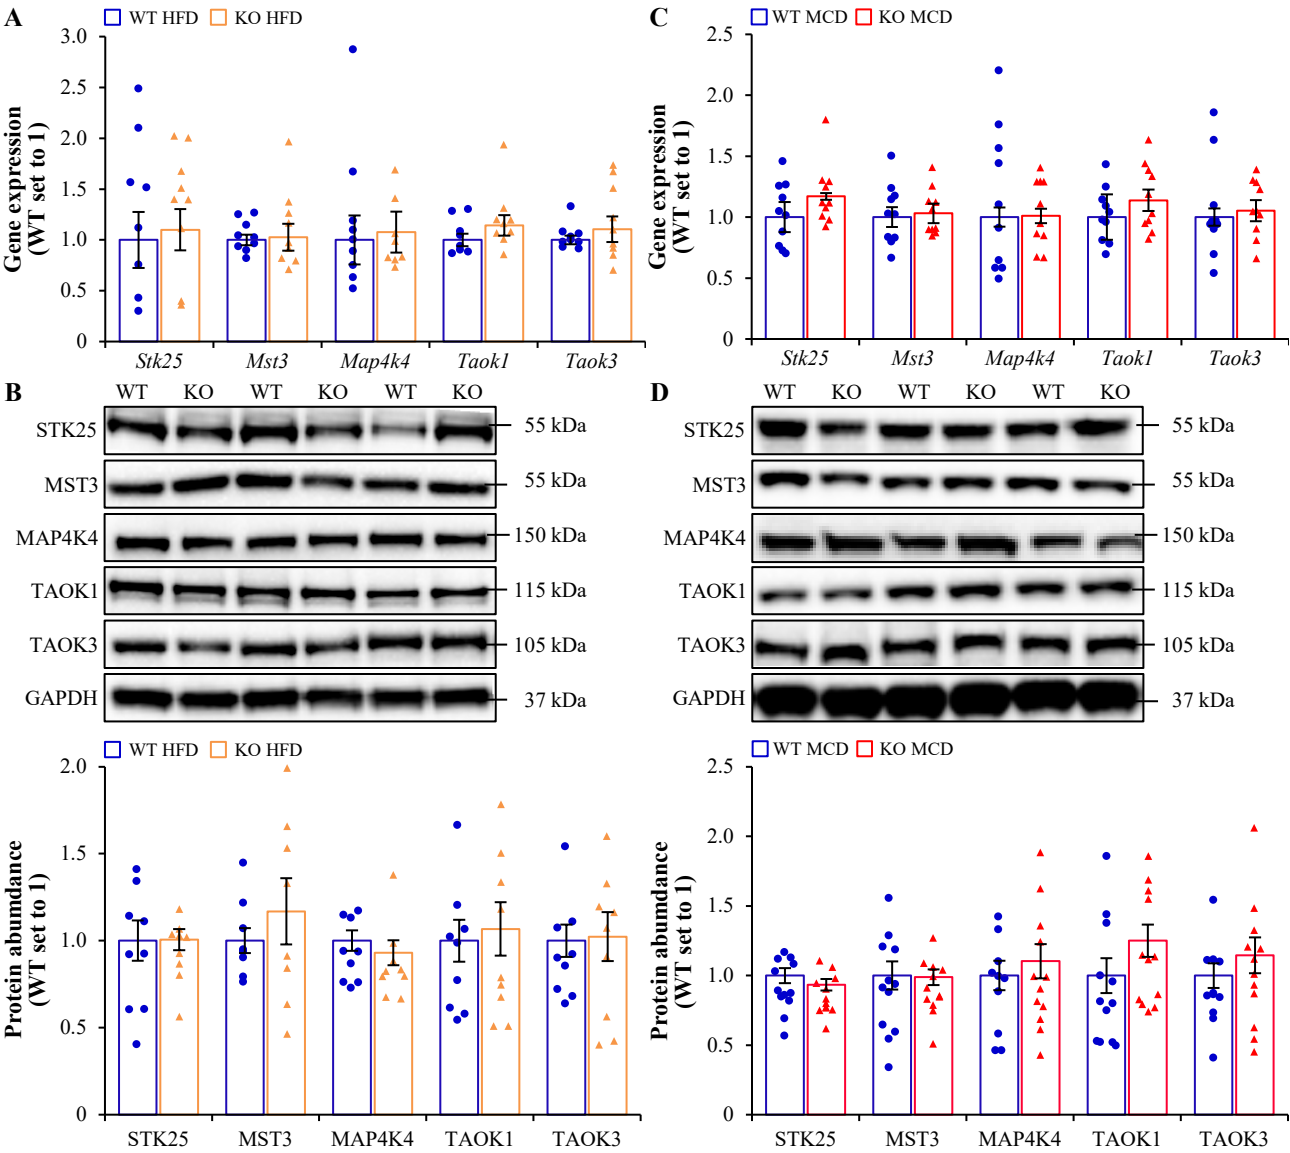 A
WT HFD KO HFD
Gene expression
(WT set to 1)
3.0
2.5
2.0
1.5
1.0
0.5
0
Stk25 Mst3 Map4k4 Taok1 Taok3
C
WT MCD KO MCD
Gene expression
(WT set to 1)
2.5
2.0
1.5
1.0
0.5
0
Stk25 Mst3 Map4k4 Taok1 Taok3
B
WT KO WT KO WT KO
STK25 55 kDa
MST3 55 kDa
MAP4K4 150 kDa
TAOK1 115 kDa
TAOK3 105 kDa
GAPDH 37 kDa
WT HFD KO HFD
Protein abumdance
(WT set to 1)
2.0
1.5
1.0
0.5
0
STK25 MST3 MAP4K4 TAOK1 TAOK3
D
WT KO WT KO WT KO
STK25 55 kDa
MST3 55 kDa
MAP4K4 150 kDa
TAOK1 115 kDa
TAOK3 105 kDa
GAPDH 37 kDa
WT MCD KO MCD
Protein abundance
(WT set to 1)
2.5
2.0
1.5
1.0
0.5
0
STK25 MST3 MAP4K4 TAOK1 TAOK3